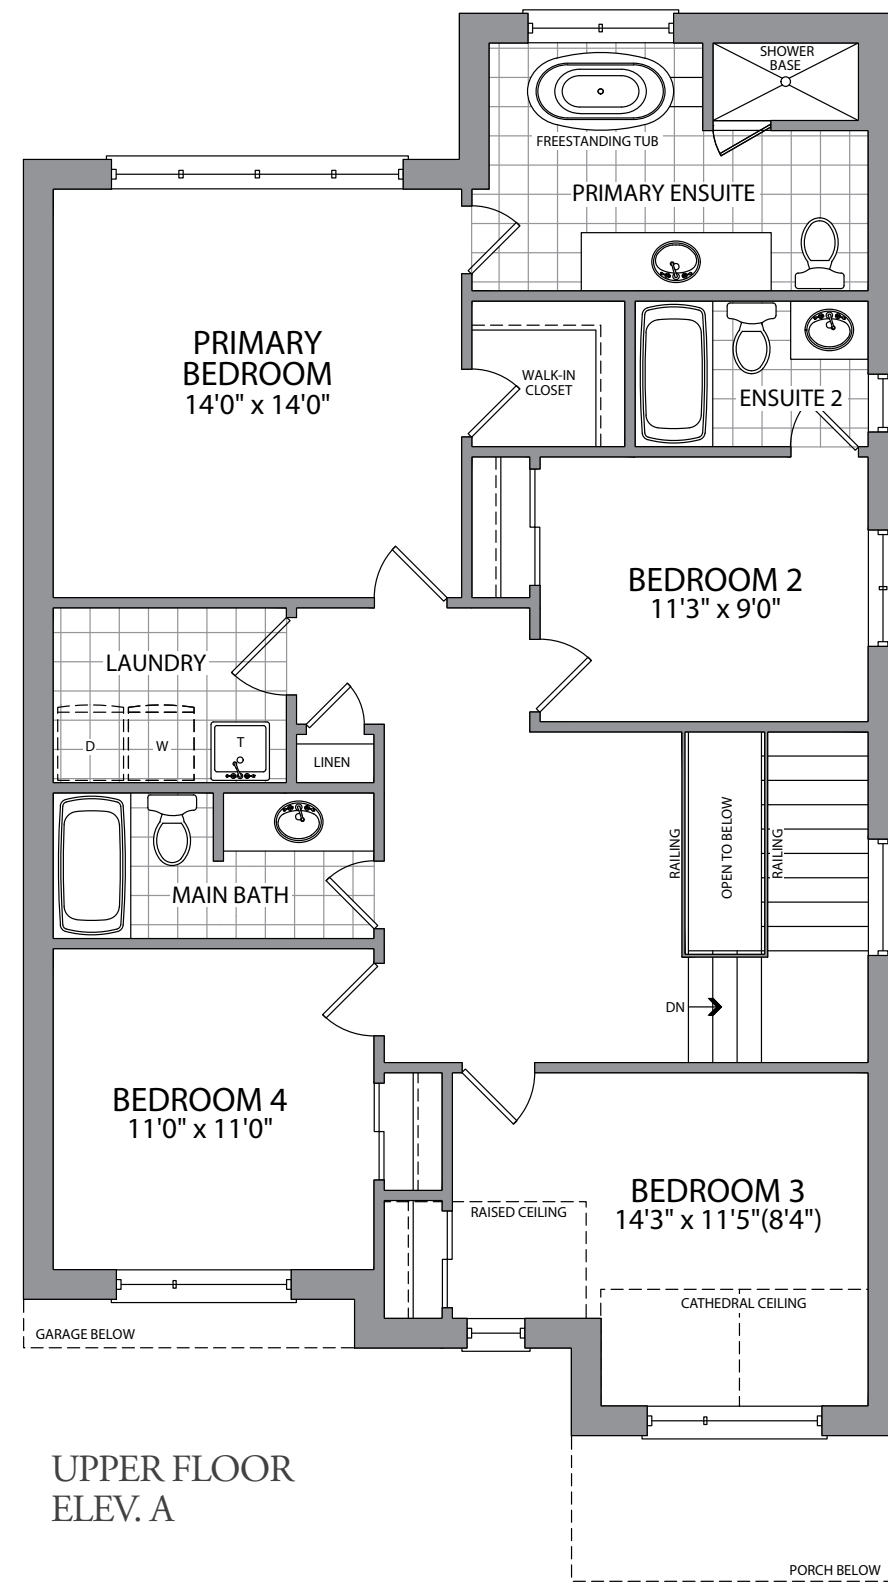 SHOWER
BASE
FREESTANDING TUB
PRIMARY ENSUITE
PRIMARY
BEDROOM
14'0" x 14'0"
WALK-IN
CLOSET
ENSUITE 2
BEDROOM 2
11'3" x 9'0"
LAUNDRY
D
W
T
LINEN
RAILING
OPEN TO BELOW
RAILING
MAIN BATH
DN
BEDROOM 4
11'0" x 11'0"
BEDROOM 3
14'3" x 11'5"(8'4")
RAISED CEILING
CATHEDRAL CEILING
GARAGE BELOW
UPPER FLOOR
ELEV. A
PORCH BELOW